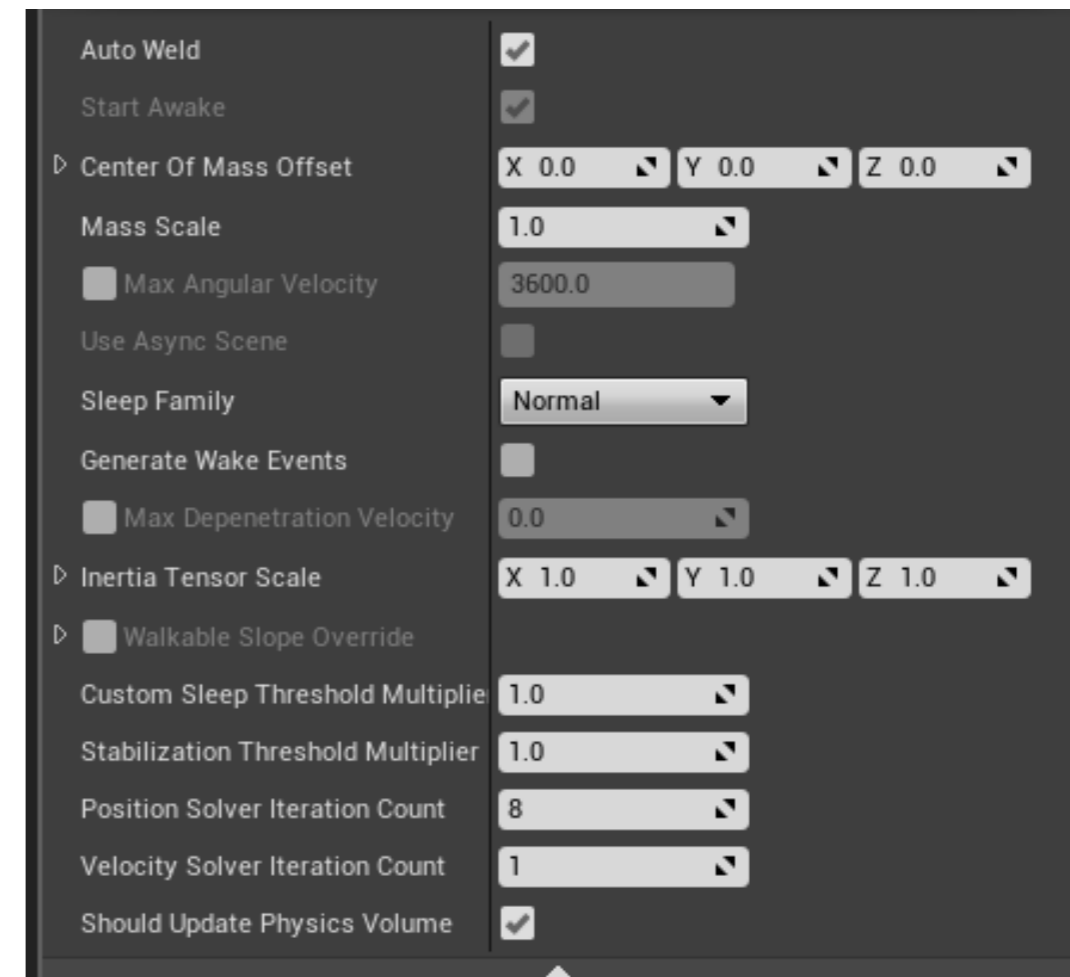 Auto Weld
Start Awake
Center Of Mass Offset X 0.0 Y 0.0 Z 0.0
Mass Scale 1.0
Max Angular Velocity 3600.0
Use Async Scene
Sleep Family Normal
Generate Wake Events
Max Depenetration Velocity 0.0
Inertia Tensor Scale X 1.0 Y 1.0 Z 1.0
Walkable Slope Override
Custom Sleep Threshold Multiplie 1.0
Stabilization Threshold Multiplier 1.0
Position Solver Iteration Count 8
Velocity Solver Iteration Count 1
Should Update Physics Volume